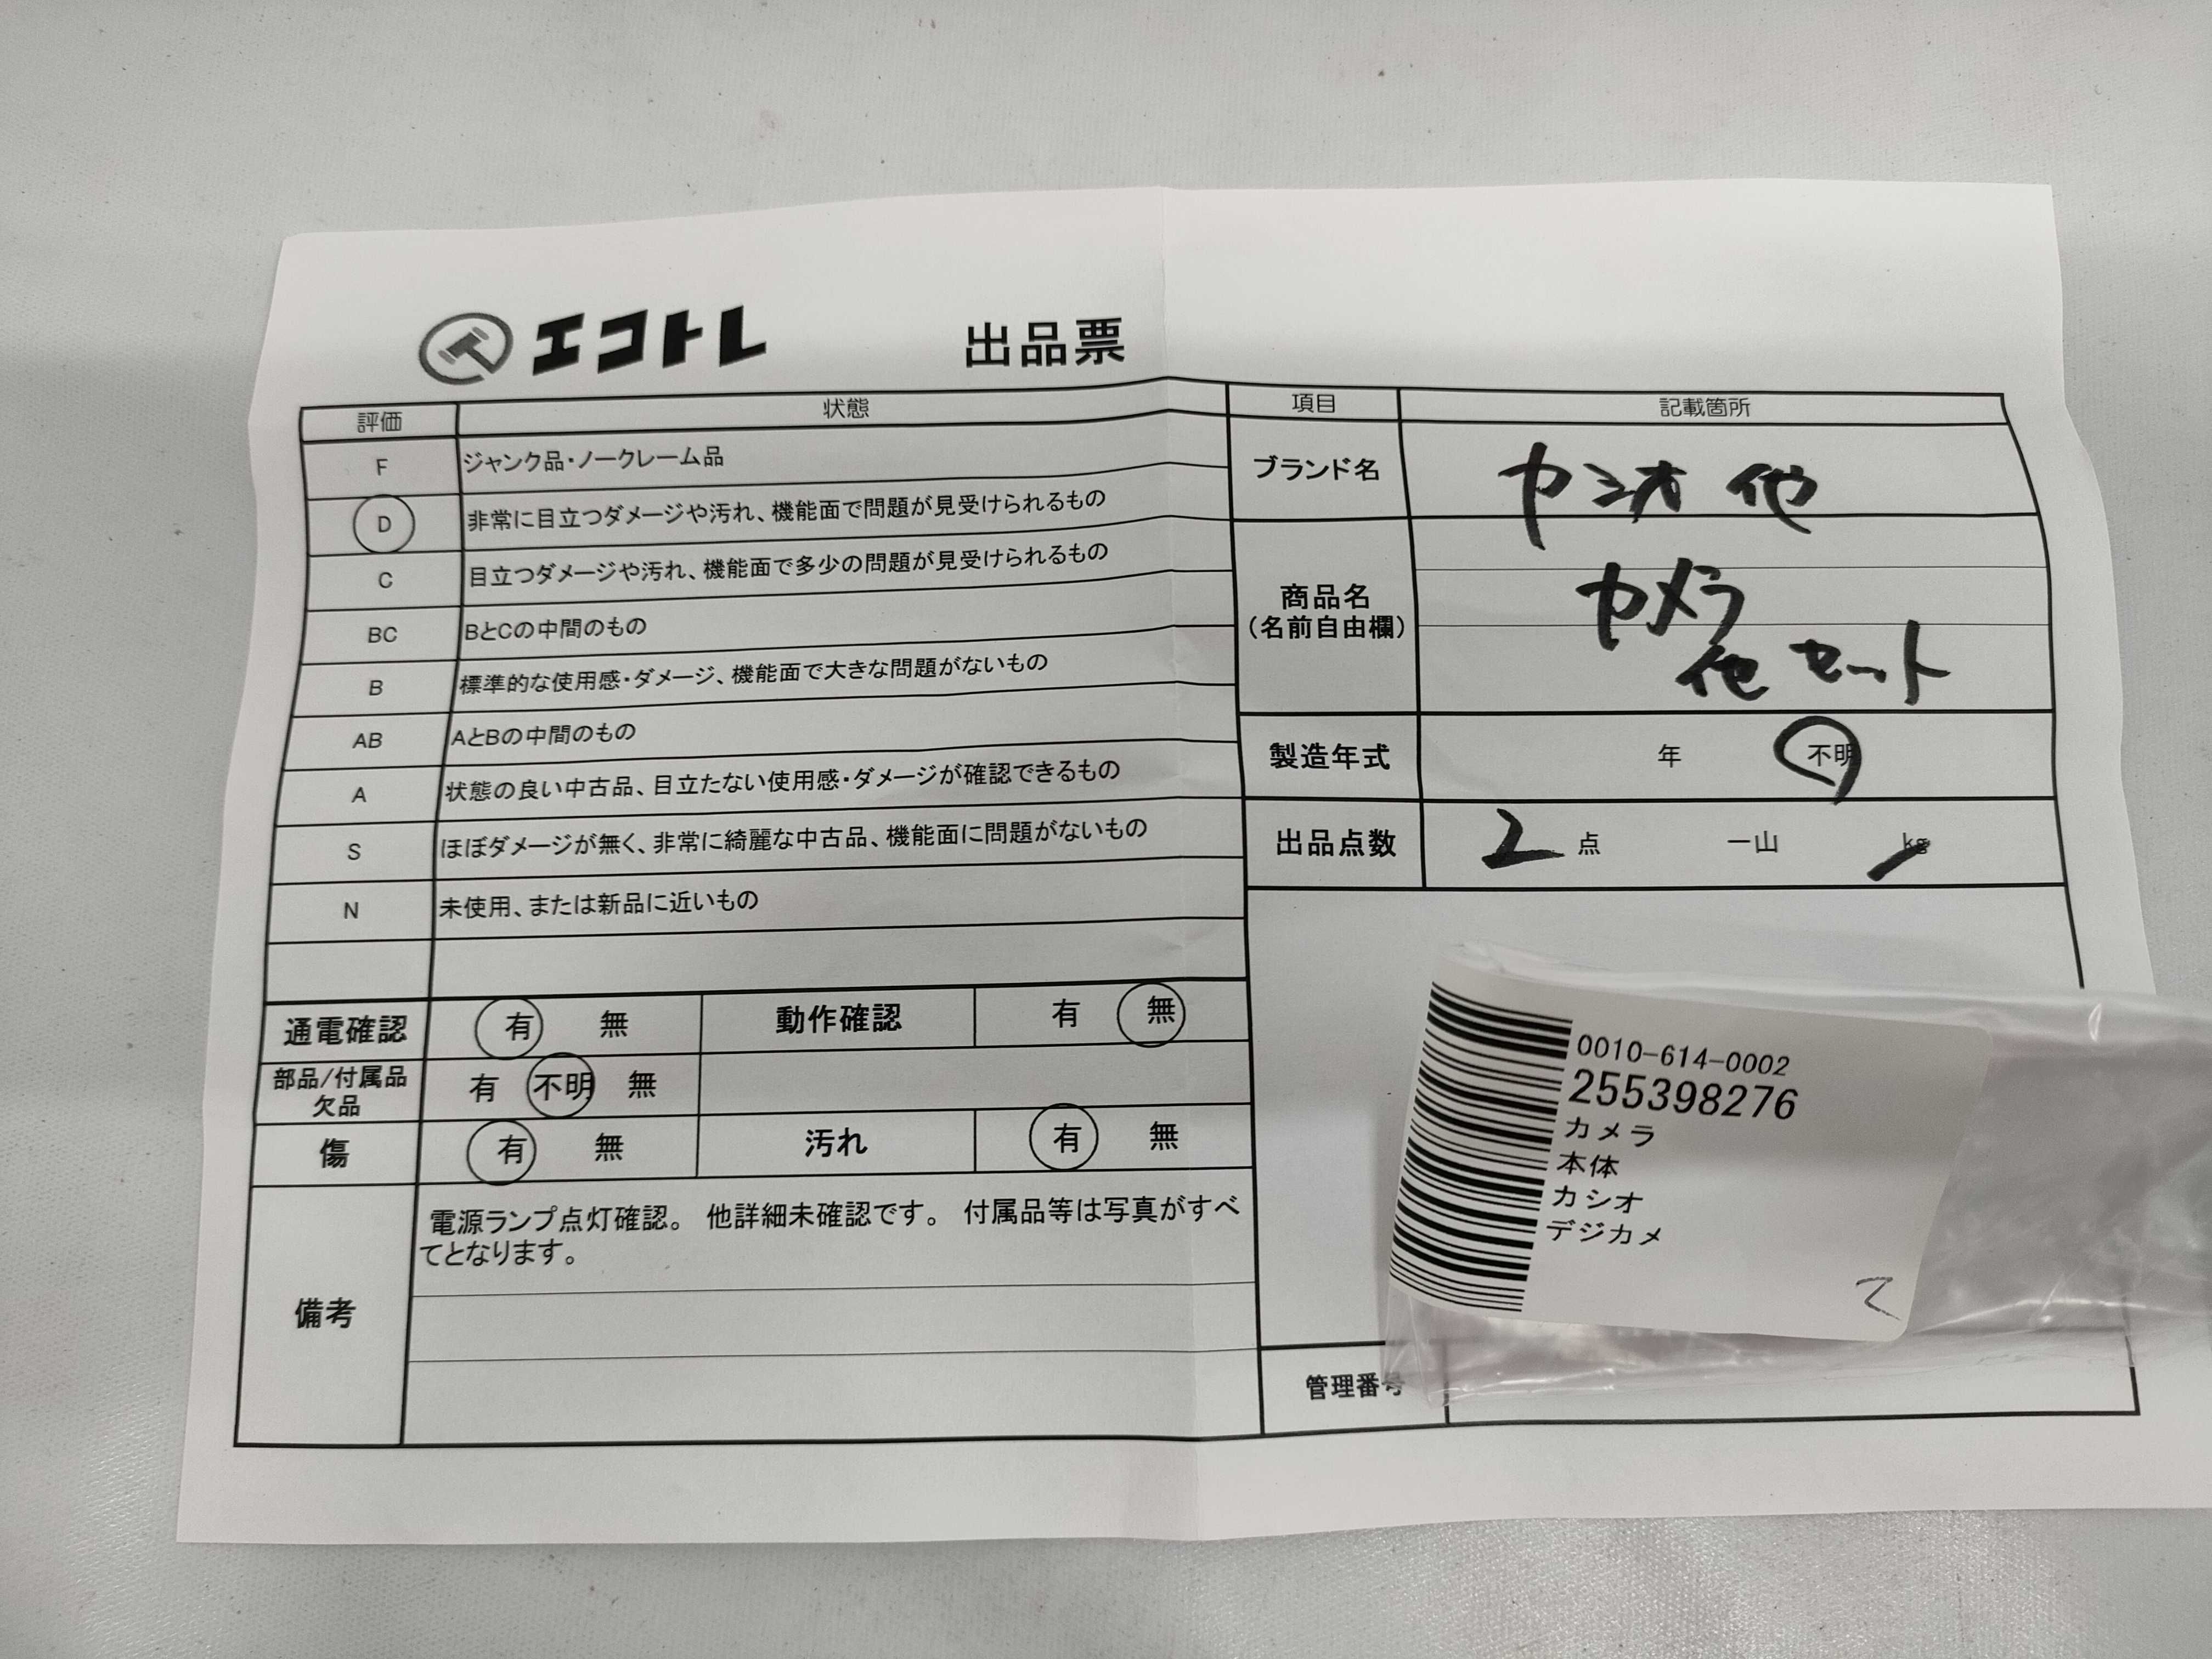 エコトレ 出品票
評価 状態
F ジャンク品・ノークレーム品
D 非常に目立つダメージや汚れ、機能面で問題が見受けられるもの
C 目立つダメージや汚れ、機能面で多少の問題が見受けられるもの
BC BとCの中間のもの
B 標準的な使用感・ダメージ、機能面で大きな問題がないもの
AB AとBの中間のもの
A 状態の良い中古品、目立たない使用感・ダメージが確認できるもの
S ほぼダメージが無く、非常に綺麗な中古品、機能面に問題がないもの
N 未使用、または新品に近いもの
通電確認 有 無 動作確認 有 無
部品/付属品
欠品 有 不明 無
傷 有 無 汚れ 有 無
備考
電源ランプ点灯確認。 他詳細未確認です。 付属品等は写真がすべ
てとなります。
項目 記載箇所
ブランド名 カシオ 他
商品名
(名前自由欄)
カメラ
他 セット
製造年式 年 不明
出品点数 2 点 一山 kg
0010-614-0002
255398276
カメラ
本体
カシオ
デジカメ
管理番号